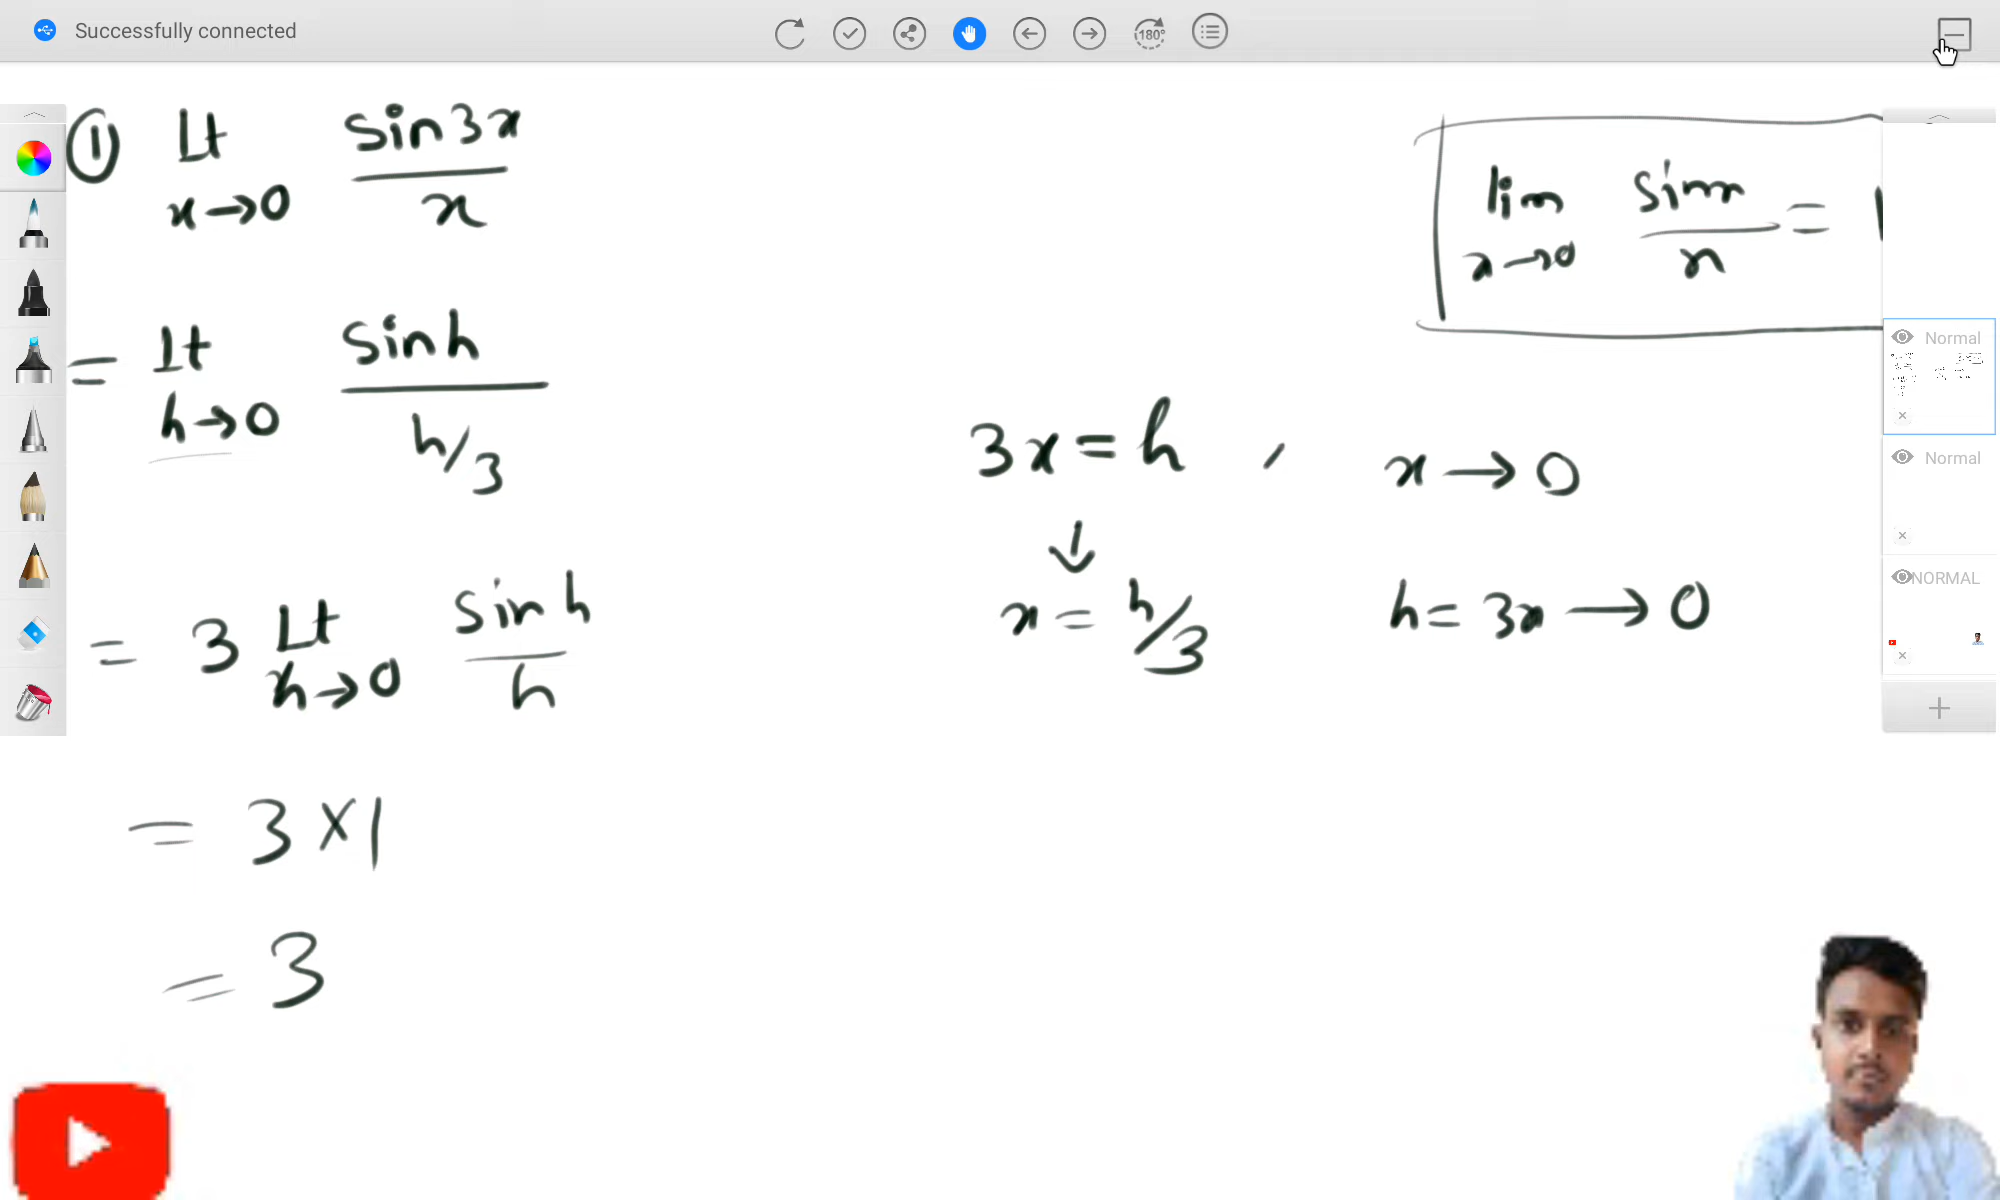 Successfully connected
180°
① Lt sin3x
x→0 x
lim sinx = 1
x→0 x
= Lt sinh
h→0 h/3
Normal
3x = h , x → 0
Normal
↓
x = h/3 h = 3x → 0
NORMAL
= 3 Lt sinh
h→0 h
= 3 × 1
= 3